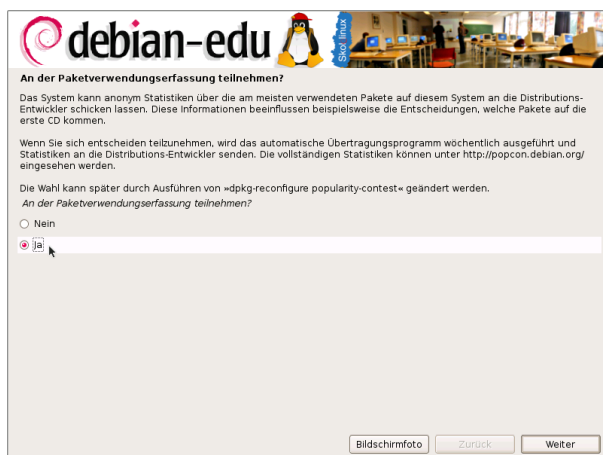 debian-edu
Skolelinux
An der Paketverwendungserfassung teilnehmen?
Das System kann anonym Statistiken über die am meisten verwendeten Pakete auf diesem System an die Distributions-
Entwickler schicken lassen. Diese Informationen beeinflussen beispielsweise die Entscheidungen, welche Pakete auf die
erste CD kommen.
Wenn Sie sich entscheiden teilzunehmen, wird das automatische Übertragungsprogramm wöchentlich ausgeführt und
Statistiken an die Distributions-Entwickler senden. Die vollständigen Statistiken können unter http://popcon.debian.org/
eingesehen werden.
Die Wahl kann später durch Ausführen von »dpkg-reconfigure popularity-contest« geändert werden.
An der Paketverwendungserfassung teilnehmen?
Nein
Ja
Bildschirmfoto
Zurück
Weiter